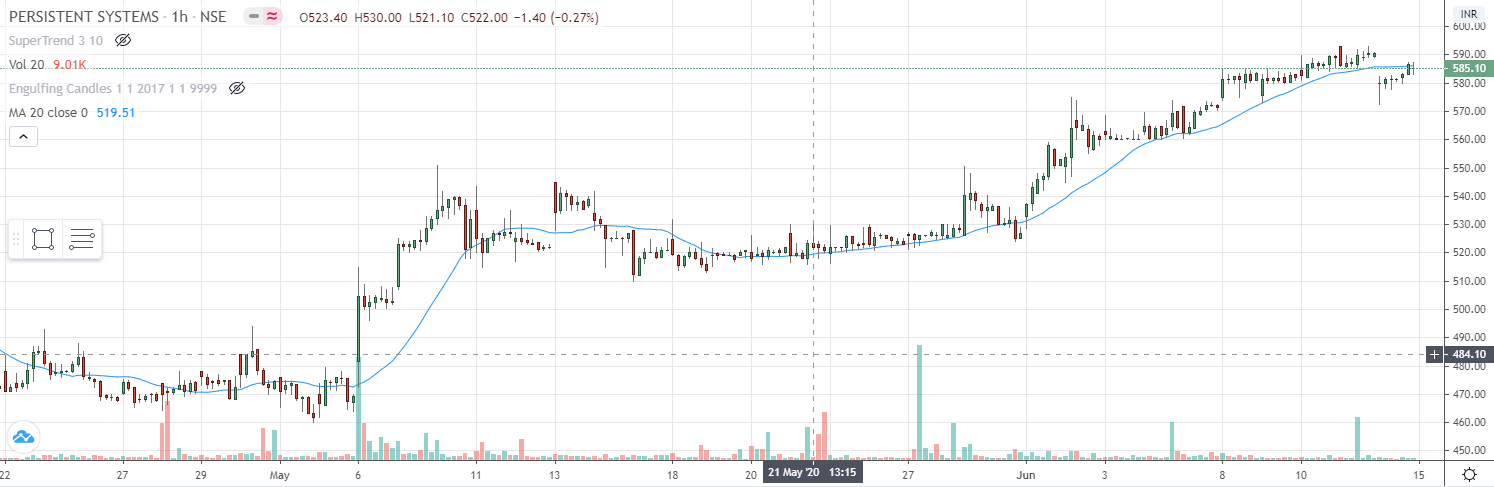 PERSISTENT SYSTEMS · 1h · NSE O523.40 H530.00 L521.10 C522.00 −1.40 (−0.27%)
SuperTrend 3 10
Vol 20 9.01K
Engulfing Candles 1 1 2017 1 1 9999
MA 20 close 0 519.51
INR
600.00
590.00
585.10
580.00
570.00
560.00
550.00
540.00
530.00
520.00
510.00
500.00
490.00
484.10
480.00
470.00
460.00
450.00
22 27 29 May 6 11 13 18 20 21 May '20 13:15 27 Jun 3 8 10 15